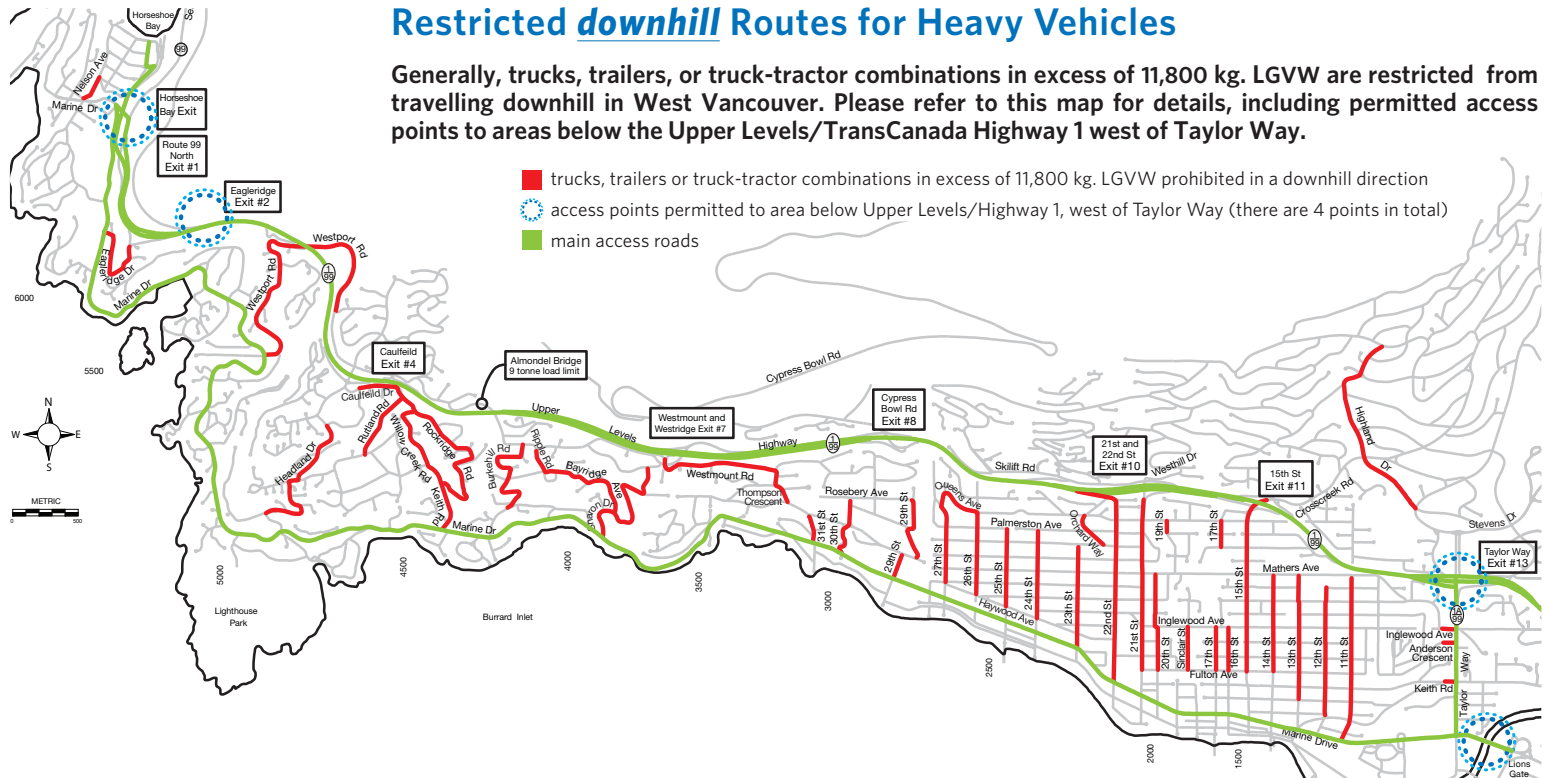 Restricted downhill Routes for Heavy Vehicles
Generally, trucks, trailers, or truck-tractor combinations in excess of 11,800 kg. LGVW are restricted from
travelling downhill in West Vancouver. Please refer to this map for details, including permitted access
points to areas below the Upper Levels/TransCanada Highway 1 west of Taylor Way.
trucks, trailers or truck-tractor combinations in excess of 11,800 kg. LGVW prohibited in a downhill direction
access points permitted to area below Upper Levels/Highway 1, west of Taylor Way (there are 4 points in total)
main access roads
Horseshoe
Bay
99
Nelson Ave
Marine Dr
Horseshoe
Bay Exit
Route 99
North
Exit #1
Eagleridge
Exit #2
Eagleridge Dr
Marine Dr
Westport Rd
Westport Rd
1
99
6000
5500
Caulfeild
Exit #4
Almondel Bridge
9 tonne load limit
Cypress Bowl Rd
Cypress
Bowl Rd
Exit #8
Westmount and
Westridge Exit #7
Upper
Levels
Highway
1
99
N
W
E
S
METRIC
0
500
Caulfeild Dr
Rutland Rd
Willow Creek Rd
Rockridge Rd
Keith Rd
Headland Dr
Burkehill Rd
Ripple Rd
Bayridge Ave
Sharon Dr
Marine Dr
Westmount Rd
Thompson
Crescent
Rosebery Ave
31st St
30th St
29th St
29th St
Skilift Rd
21st and
22nd St
Exit #10
Westhill Dr
15th St
Exit #11
Crosscreek Rd
Highland Dr
Stevens Dr
1
99
Taylor Way
Exit #13
1A
99
Queens Ave
Palmerston Ave
Orchard Way
27th St
26th St
25th St
24th St
23th St
22nd St
21st St
20th St
19th St
Sinclair St
17th St
17th St
16th St
15th St
14th St
13th St
12th St
11th St
Mathers Ave
Inglewood Ave
Fulton Ave
Haywood Ave
Marine Drive
Inglewood Ave
Anderson
Crescent
Keith Rd
Taylor Way
Lions
Gate
Lighthouse
Park
Burrard Inlet
5000
4500
4000
3500
3000
2500
2000
1500